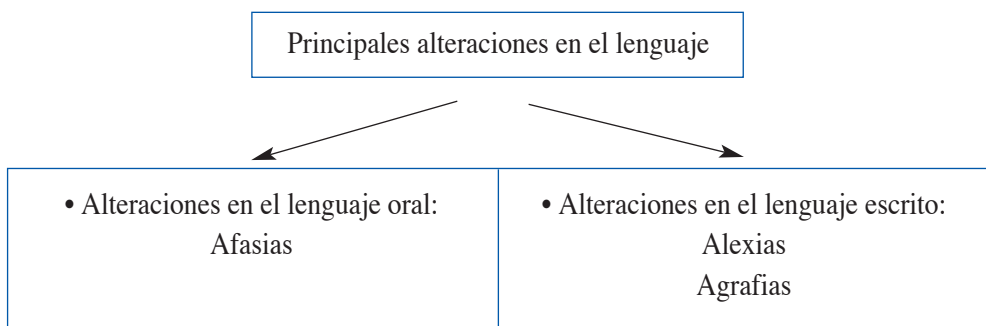 Principales alteraciones en el lenguaje
• Alteraciones en el lenguaje oral:
Afasias
• Alteraciones en el lenguaje escrito:
Alexias
Agrafias